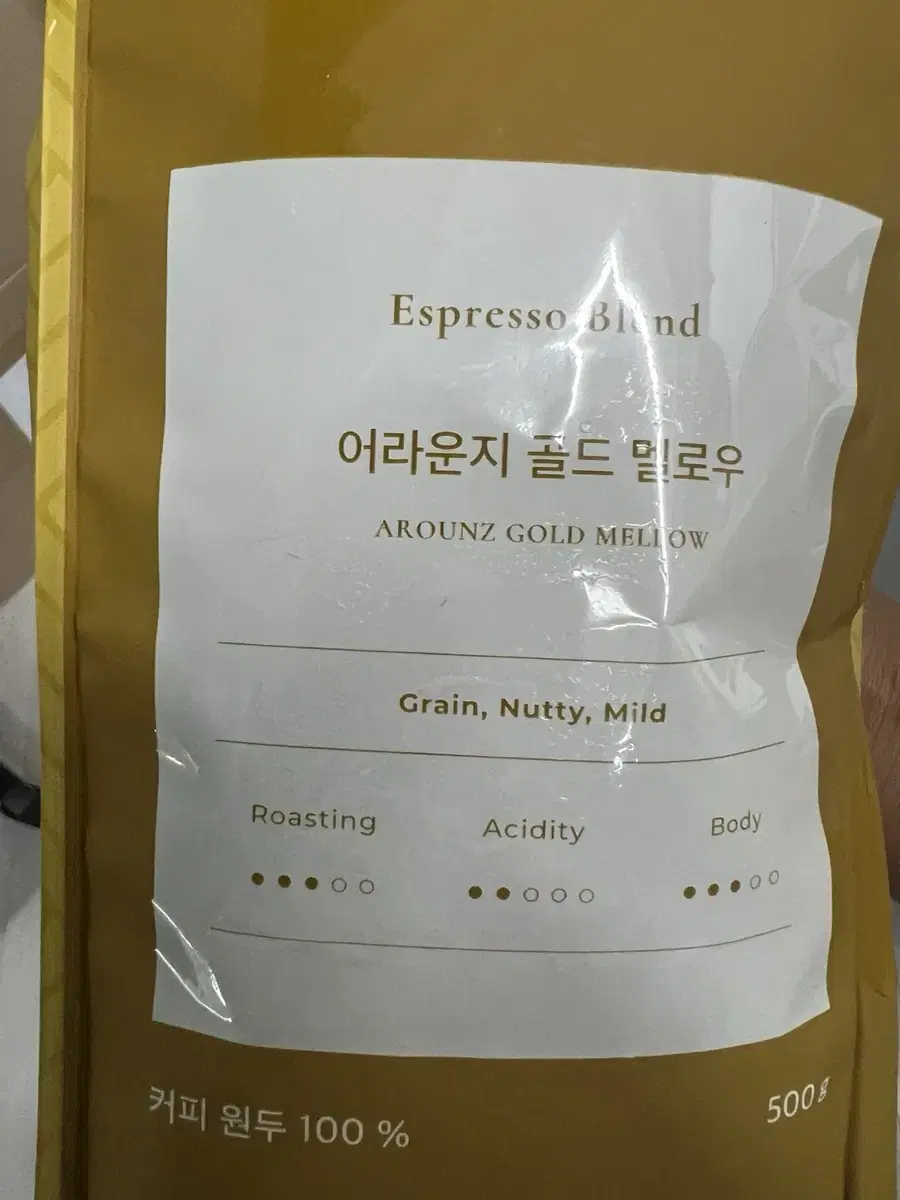 Espresso Blend
어라운지 골드 멜로우
AROUNZ GOLD MELLOW
Grain, Nutty, Mild
Roasting Acidity Body
커피 원두 100 % 500g